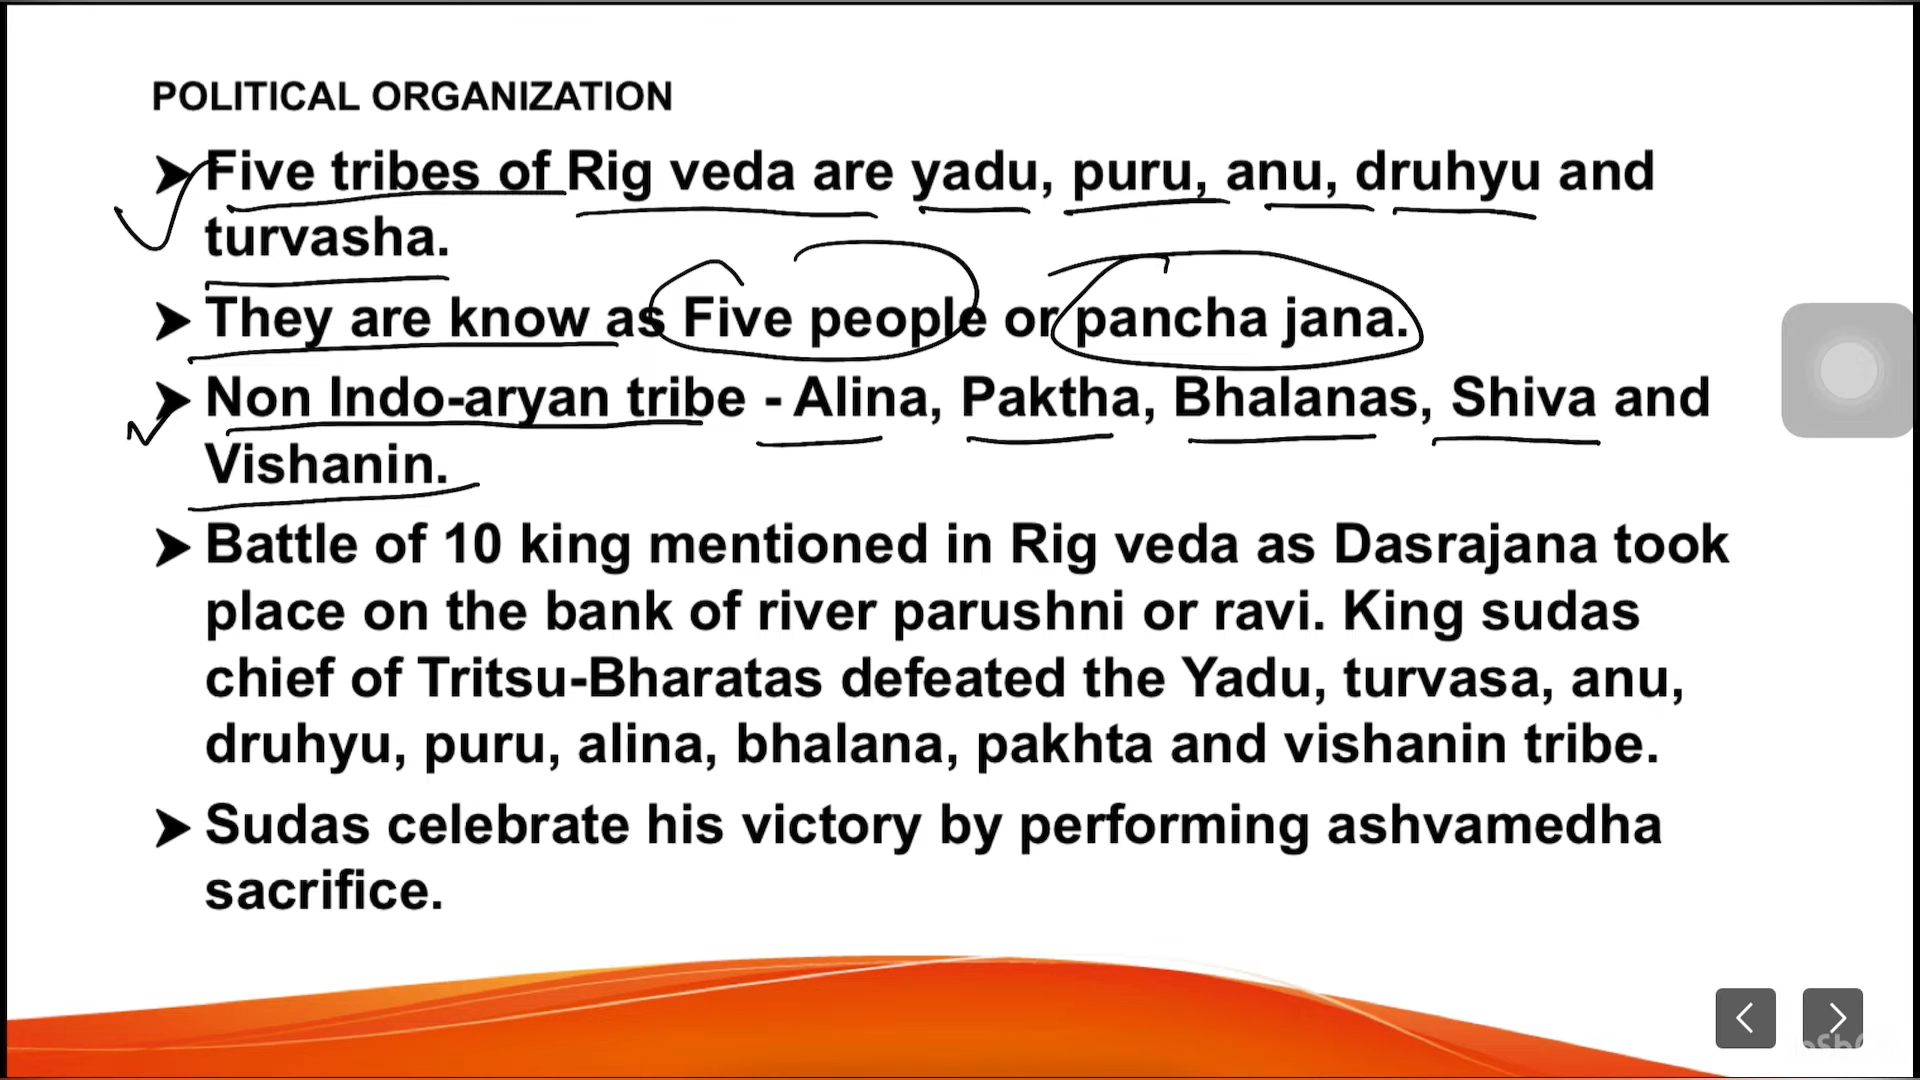 POLITICAL ORGANIZATION
Five tribes of Rig veda are yadu, puru, anu, druhyu and
turvasha.
They are know as Five people or pancha jana.
Non Indo-aryan tribe - Alina, Paktha, Bhalanas, Shiva and
Vishanin.
Battle of 10 king mentioned in Rig veda as Dasrajana took
place on the bank of river parushni or ravi. King sudas
chief of Tritsu-Bharatas defeated the Yadu, turvasa, anu,
druhyu, puru, alina, bhalana, pakhta and vishanin tribe.
Sudas celebrate his victory by performing ashvamedha
sacrifice.